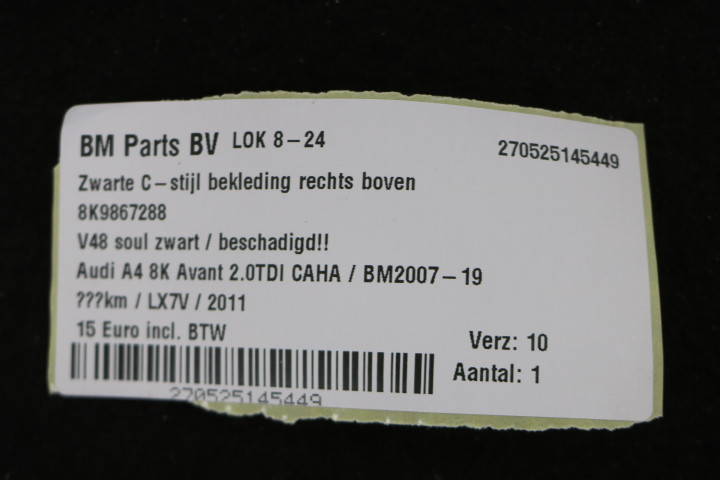 BM Parts BV LOK 8-24 270525145449
Zwarte C-stijl bekleding rechts boven
8K9867288
V48 soul zwart / beschadigd!!
Audi A4 8K Avant 2.0TDI CAHA / BM2007-19
???km / LX7V / 2011
15 Euro incl. BTW
Verz: 10
Aantal: 1
270525145449